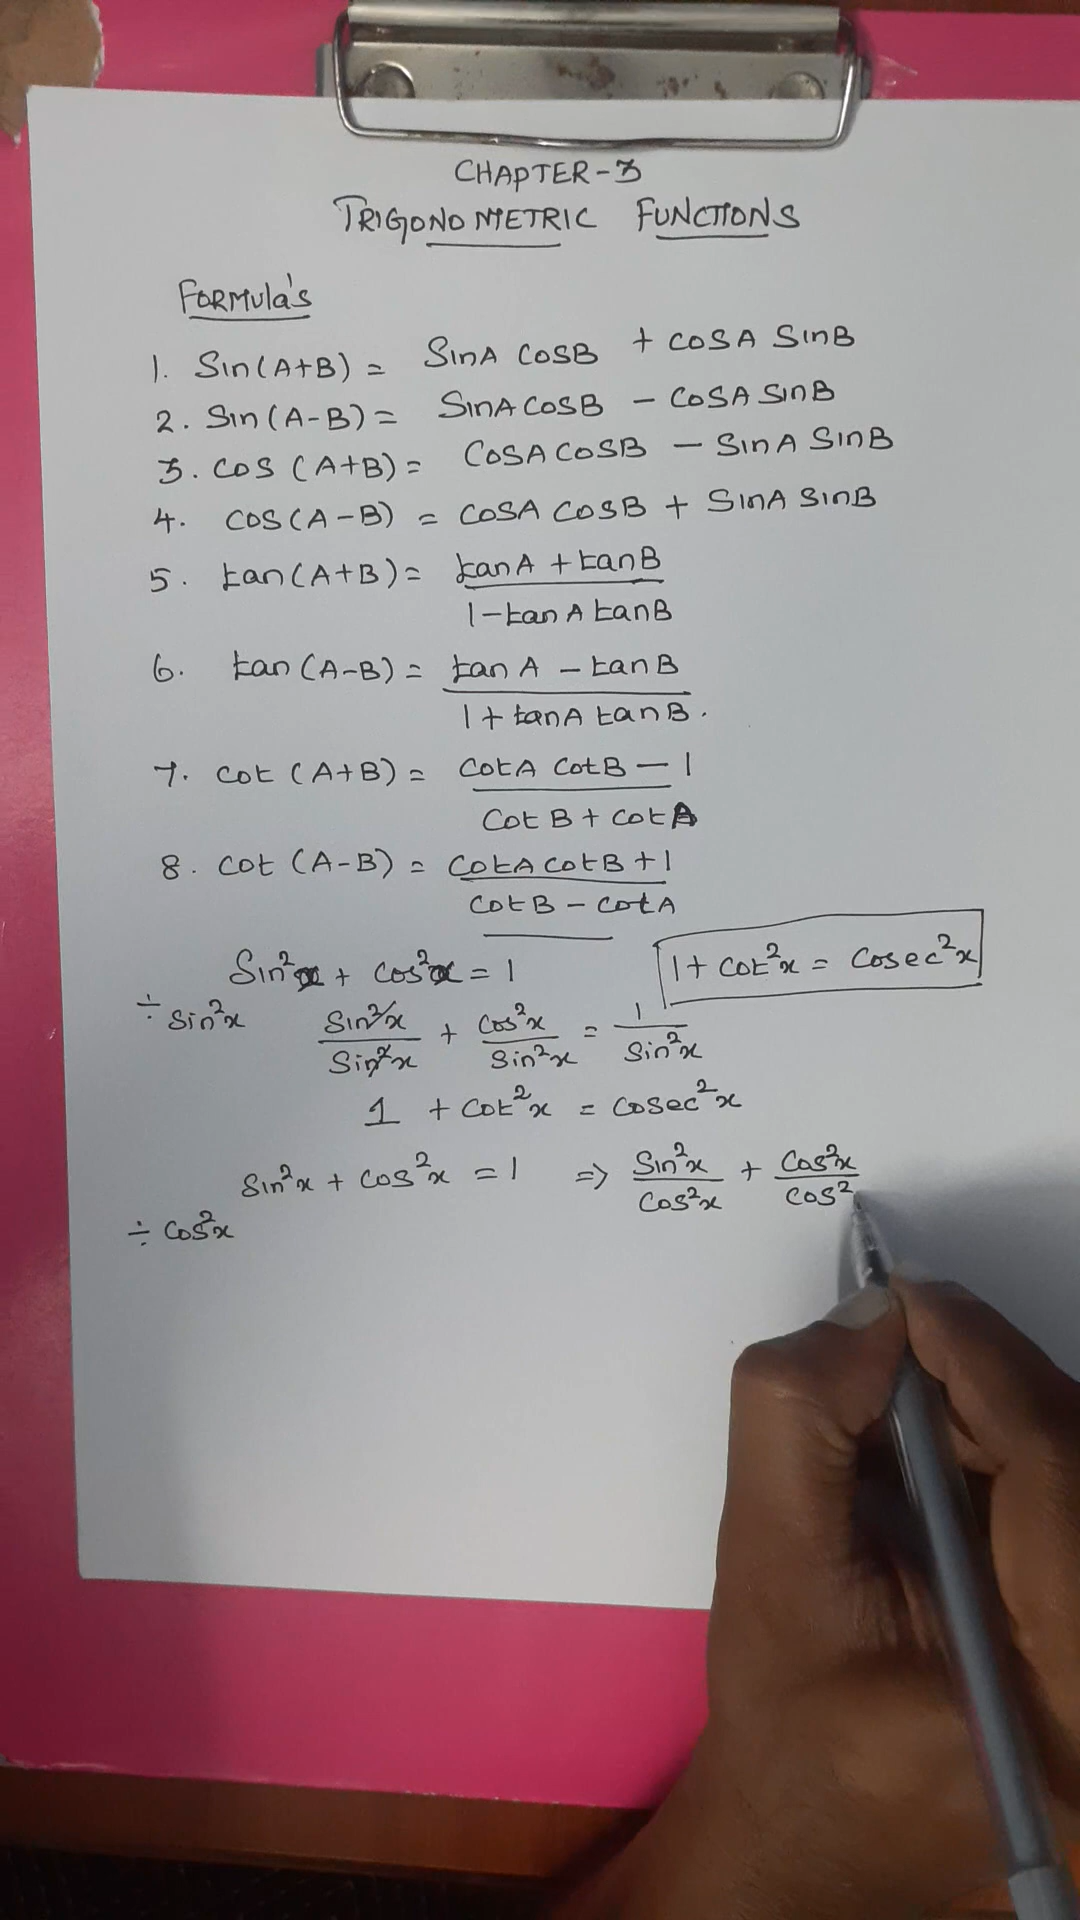 CHAPTER-3
TRIGONOMETRIC FUNCTIONS
FORMULA'S
1. Sin(A+B) = SinA COSB + COSA SinB
2. Sin(A-B) = SinA COSB - COSA SinB
3. COS (A+B) = COSA COSB - SinA SinB
4. COS(A-B) = COSA COSB + SinA SinB
5. tan(A+B) = tanA + tanB
1-tanA tanB
6. tan(A-B) = tanA - tanB
1+ tanA tanB.
7. Cot (A+B) = CotA CotB - 1
Cot B + Cot A
8. Cot (A-B) = CotA CotB +1
CotB - CotA
Sin²x + Cos²x = 1
1+ Cot²x = Cosec²x
÷ Sin²x Sin²x/Sin²x + Cos²x/Sin²x = 1/Sin²x
1 + Cot²x = Cosec²x
Sin²x + Cos²x = 1 => Sin²x/Cos²x + Cos²x/Cos²
÷ Cos²x